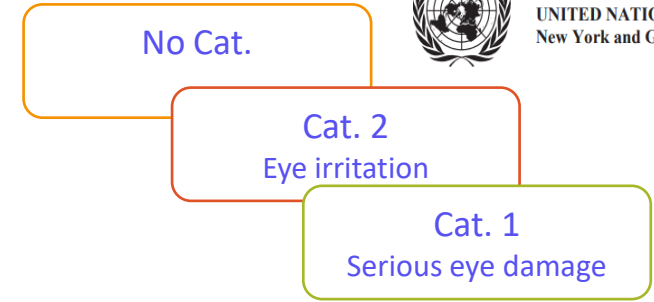 UNITED NATIO
New York and G
No Cat.
Cat. 2
Eye irritation
Cat. 1
Serious eye damage